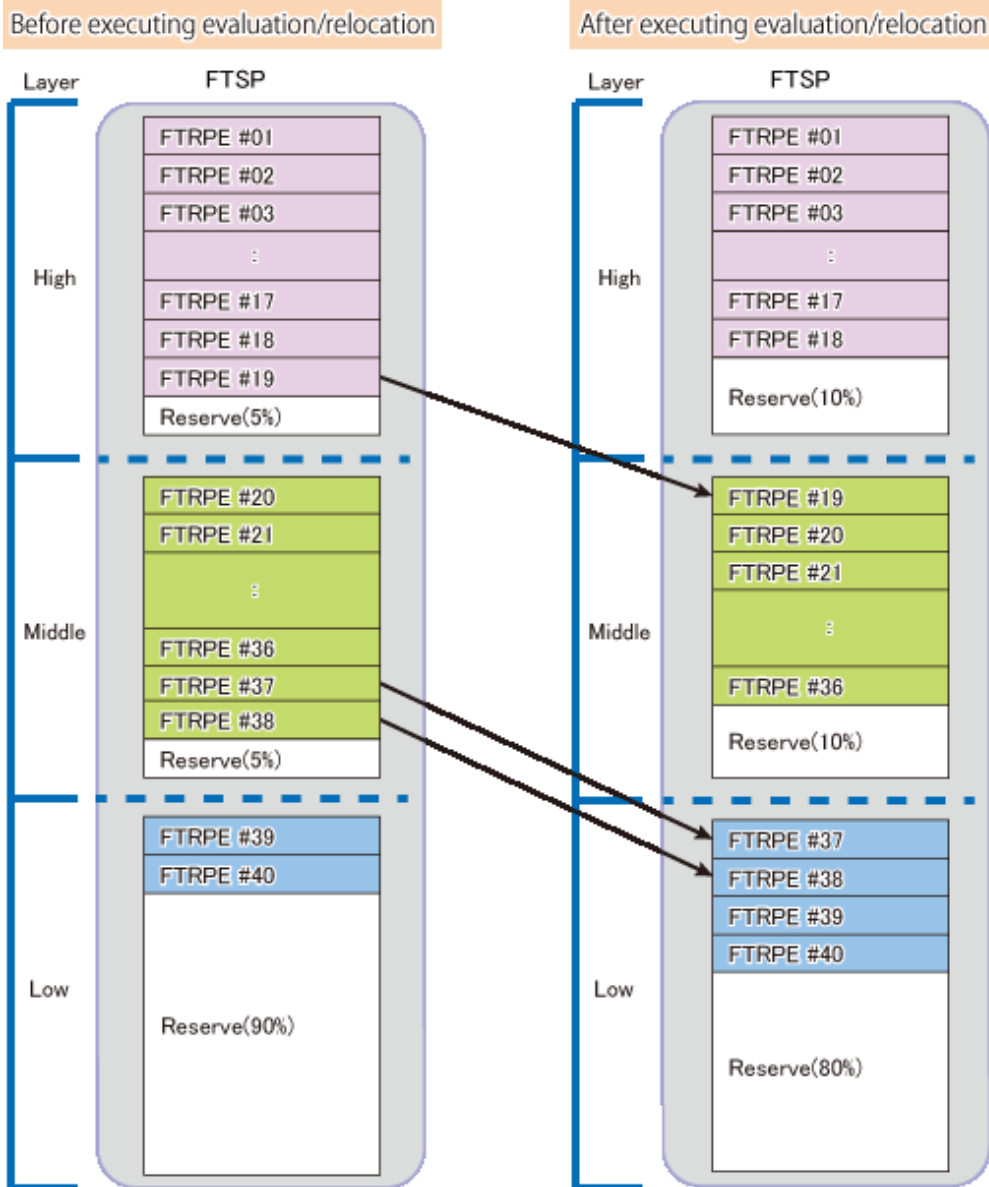 Before executing evaluation/relocation
Layer
FTSP
High
FTRPE #01
FTRPE #02
FTRPE #03
:
FTRPE #17
FTRPE #18
FTRPE #19
Reserve(5%)
Middle
FTRPE #20
FTRPE #21
:
FTRPE #36
FTRPE #37
FTRPE #38
Reserve(5%)
Low
FTRPE #39
FTRPE #40
Reserve(90%)
After executing evaluation/relocation
Layer
FTSP
High
FTRPE #01
FTRPE #02
FTRPE #03
:
FTRPE #17
FTRPE #18
Reserve(10%)
Middle
FTRPE #19
FTRPE #20
FTRPE #21
:
FTRPE #36
Reserve(10%)
Low
FTRPE #37
FTRPE #38
FTRPE #39
FTRPE #40
Reserve(80%)